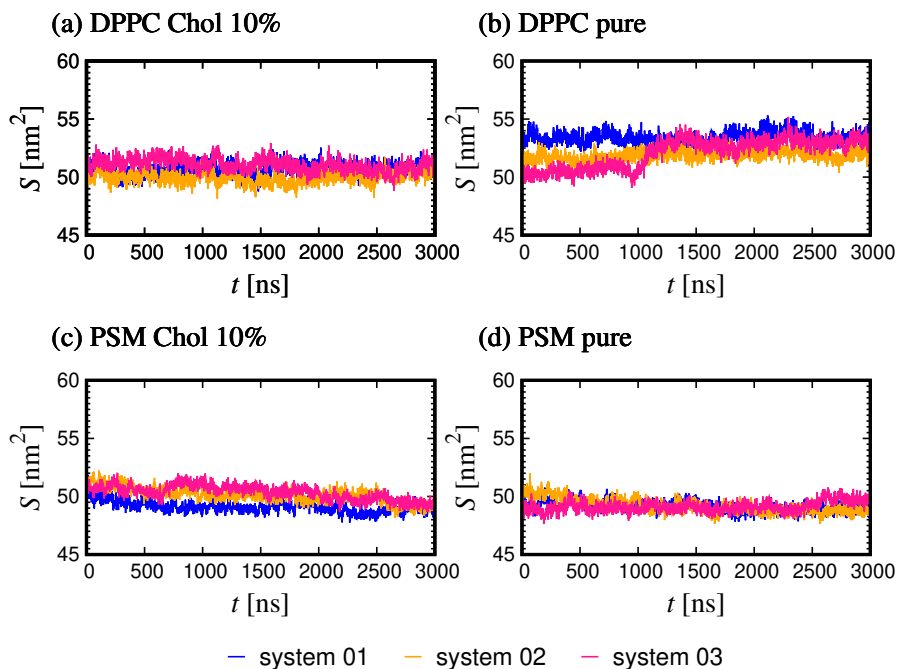 (a) DPPC Chol 10%
60
55
50
45
S [nm²]
0 500 1000 1500 2000 2500 3000
t [ns]
(b) DPPC pure
60
55
50
45
S [nm²]
0 500 1000 1500 2000 2500 3000
t [ns]
(c) PSM Chol 10%
60
55
50
45
S [nm²]
0 500 1000 1500 2000 2500 3000
t [ns]
(d) PSM pure
60
55
50
45
S [nm²]
0 500 1000 1500 2000 2500 3000
t [ns]
system 01 system 02 system 03